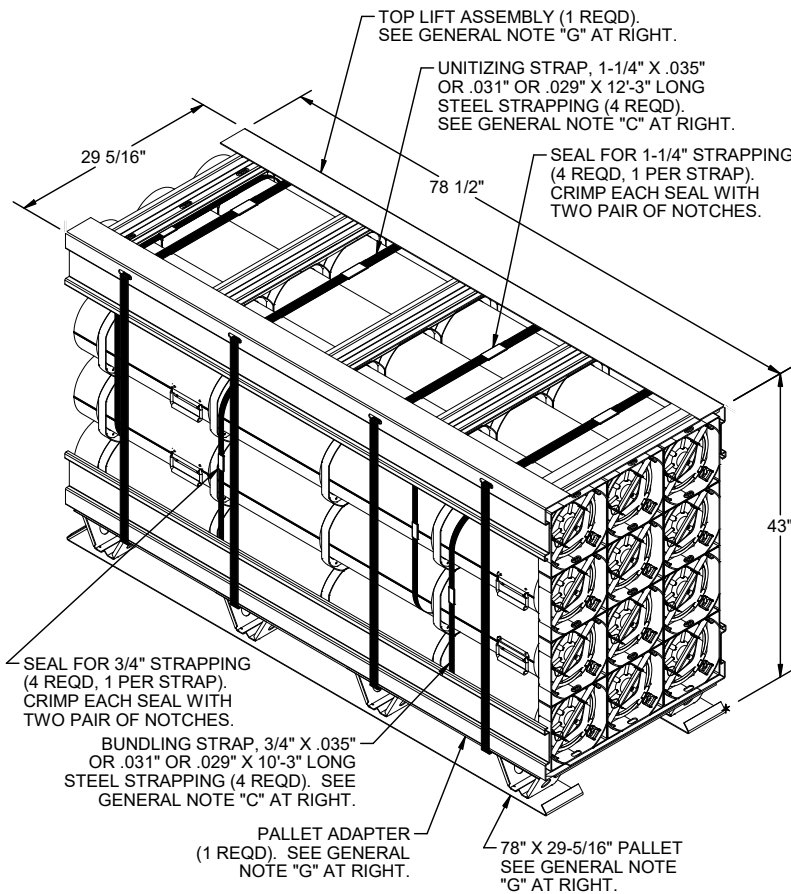 TOP LIFT ASSEMBLY (1 REQD).
SEE GENERAL NOTE "G" AT RIGHT.
UNITIZING STRAP, 1-1/4" X .035"
OR .031" OR .029" X 12'-3" LONG
STEEL STRAPPING (4 REQD).
SEE GENERAL NOTE "C" AT RIGHT.
29 5/16"
78 1/2"
SEAL FOR 1-1/4" STRAPPING
(4 REQD, 1 PER STRAP).
CRIMP EACH SEAL WITH
TWO PAIR OF NOTCHES.
43"
SEAL FOR 3/4" STRAPPING
(4 REQD, 1 PER STRAP).
CRIMP EACH SEAL WITH
TWO PAIR OF NOTCHES.
BUNDLING STRAP, 3/4" X .035"
OR .031" OR .029" X 10'-3" LONG
STEEL STRAPPING (4 REQD). SEE
GENERAL NOTE "C" AT RIGHT.
PALLET ADAPTER
(1 REQD). SEE GENERAL
NOTE "G" AT RIGHT.
78" X 29-5/16" PALLET
SEE GENERAL NOTE
"G" AT RIGHT.
*